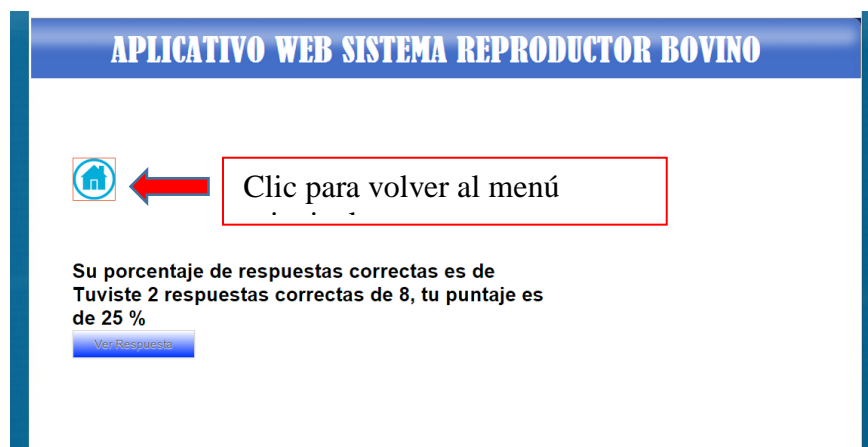 APLICATIVO WEB SISTEMA REPRODUCTOR BOVINO
Clic para volver al menú
Su porcentaje de respuestas correctas es de
Tuviste 2 respuestas correctas de 8, tu puntaje es
de 25 %
Ver Respuesta